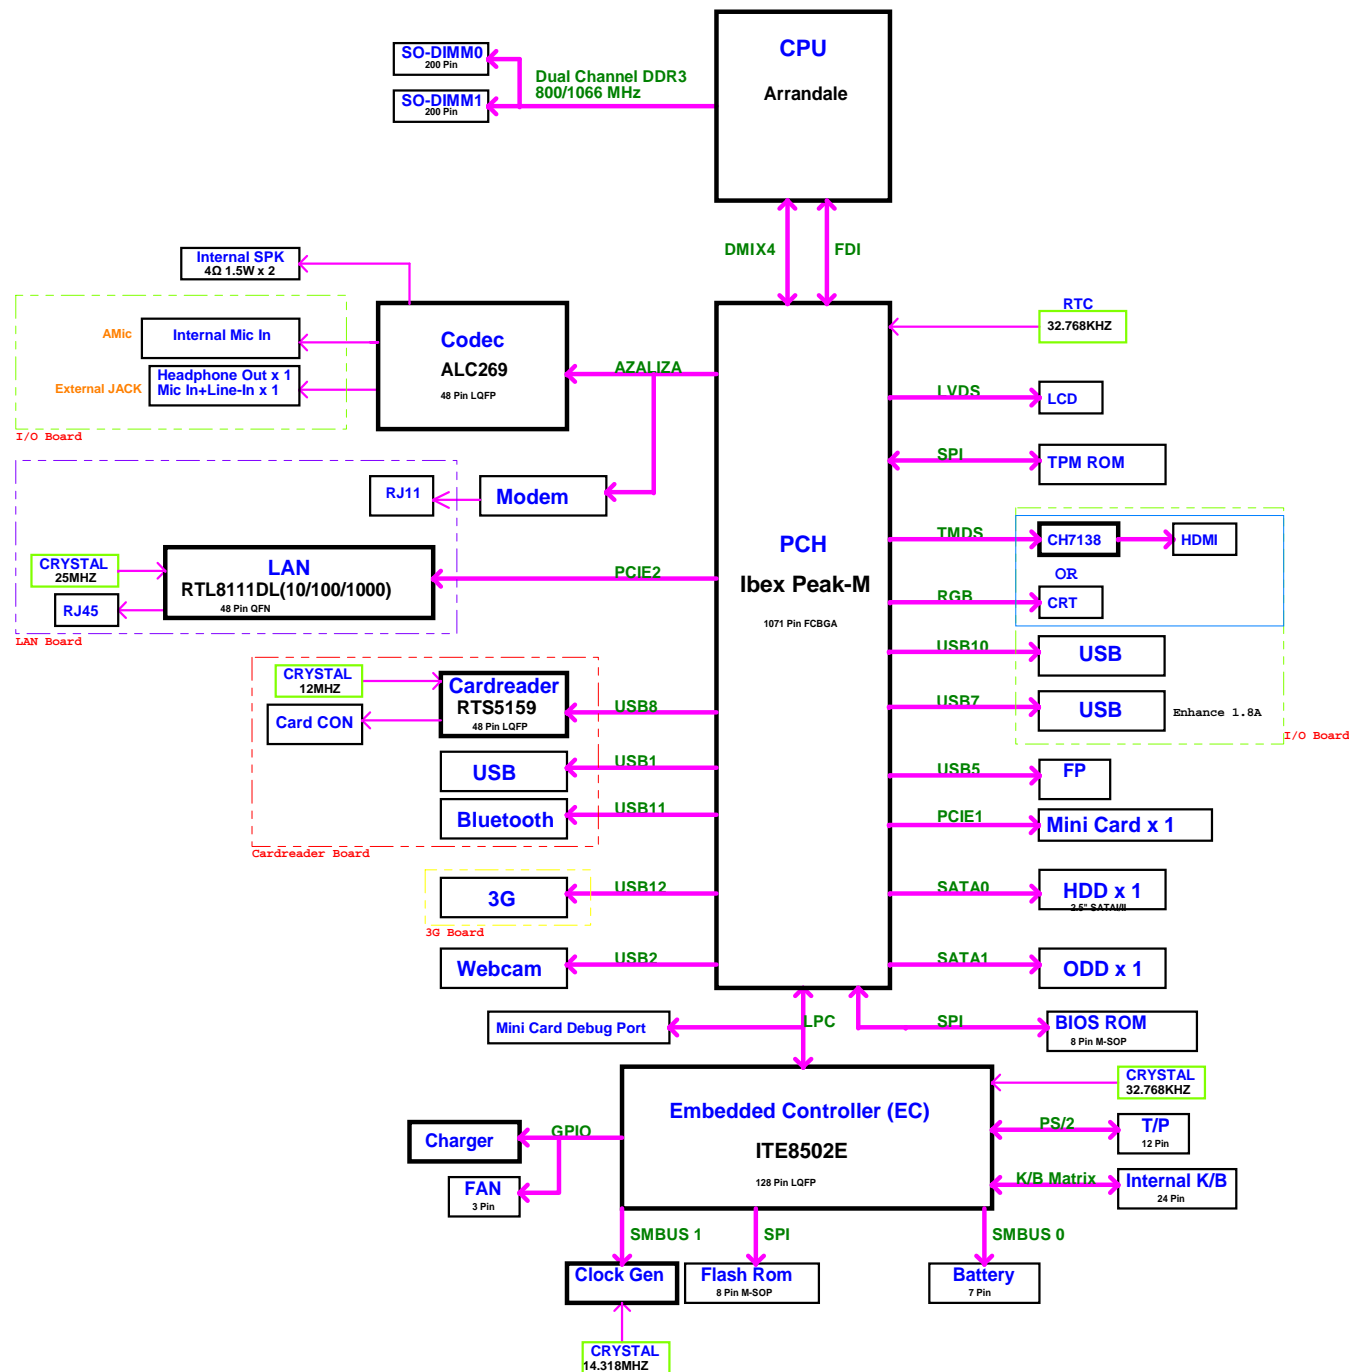 CPU
Arrandale
SO-DIMM0
200 Pin
SO-DIMM1
200 Pin
Dual Channel DDR3
800/1066 MHz
DMIX4
FDI
Internal SPK
4Ω 1.5W x 2
AMic
Internal Mic In
External JACK
Headphone Out x 1
Mic In+Line-In x 1
I/O Board
Codec
ALC269
48 Pin LQFP
AZALIZA
RJ11
Modem
CRYSTAL
25MHZ
RJ45
LAN
RTL8111DL(10/100/1000)
48 Pin QFN
PCIE2
LAN Board
CRYSTAL
12MHZ
Card CON
Cardreader
RTS5159
48 Pin LQFP
USB8
USB
USB1
Bluetooth
USB11
Cardreader Board
3G
USB12
3G Board
Webcam
USB2
PCH
Ibex Peak-M
1071 Pin FCBGA
RTC
32.768KHZ
LVDS
LCD
SPI
TPM ROM
TMDS
CH7138
HDMI
OR
RGB
CRT
USB10
USB
USB7
USB
Enhance 1.8A
I/O Board
USB5
FP
PCIE1
Mini Card x 1
SATA0
HDD x 1
2.5" SATAI/II
SATA1
ODD x 1
Mini Card Debug Port
LPC
SPI
BIOS ROM
8 Pin M-SOP
Embedded Controller (EC)
ITE8502E
128 Pin LQFP
CRYSTAL
32.768KHZ
PS/2
T/P
12 Pin
K/B Matrix
Internal K/B
24 Pin
Charger
GPIO
FAN
3 Pin
SMBUS 1
SPI
SMBUS 0
Clock Gen
Flash Rom
8 Pin M-SOP
Battery
7 Pin
CRYSTAL
14.318MHZ